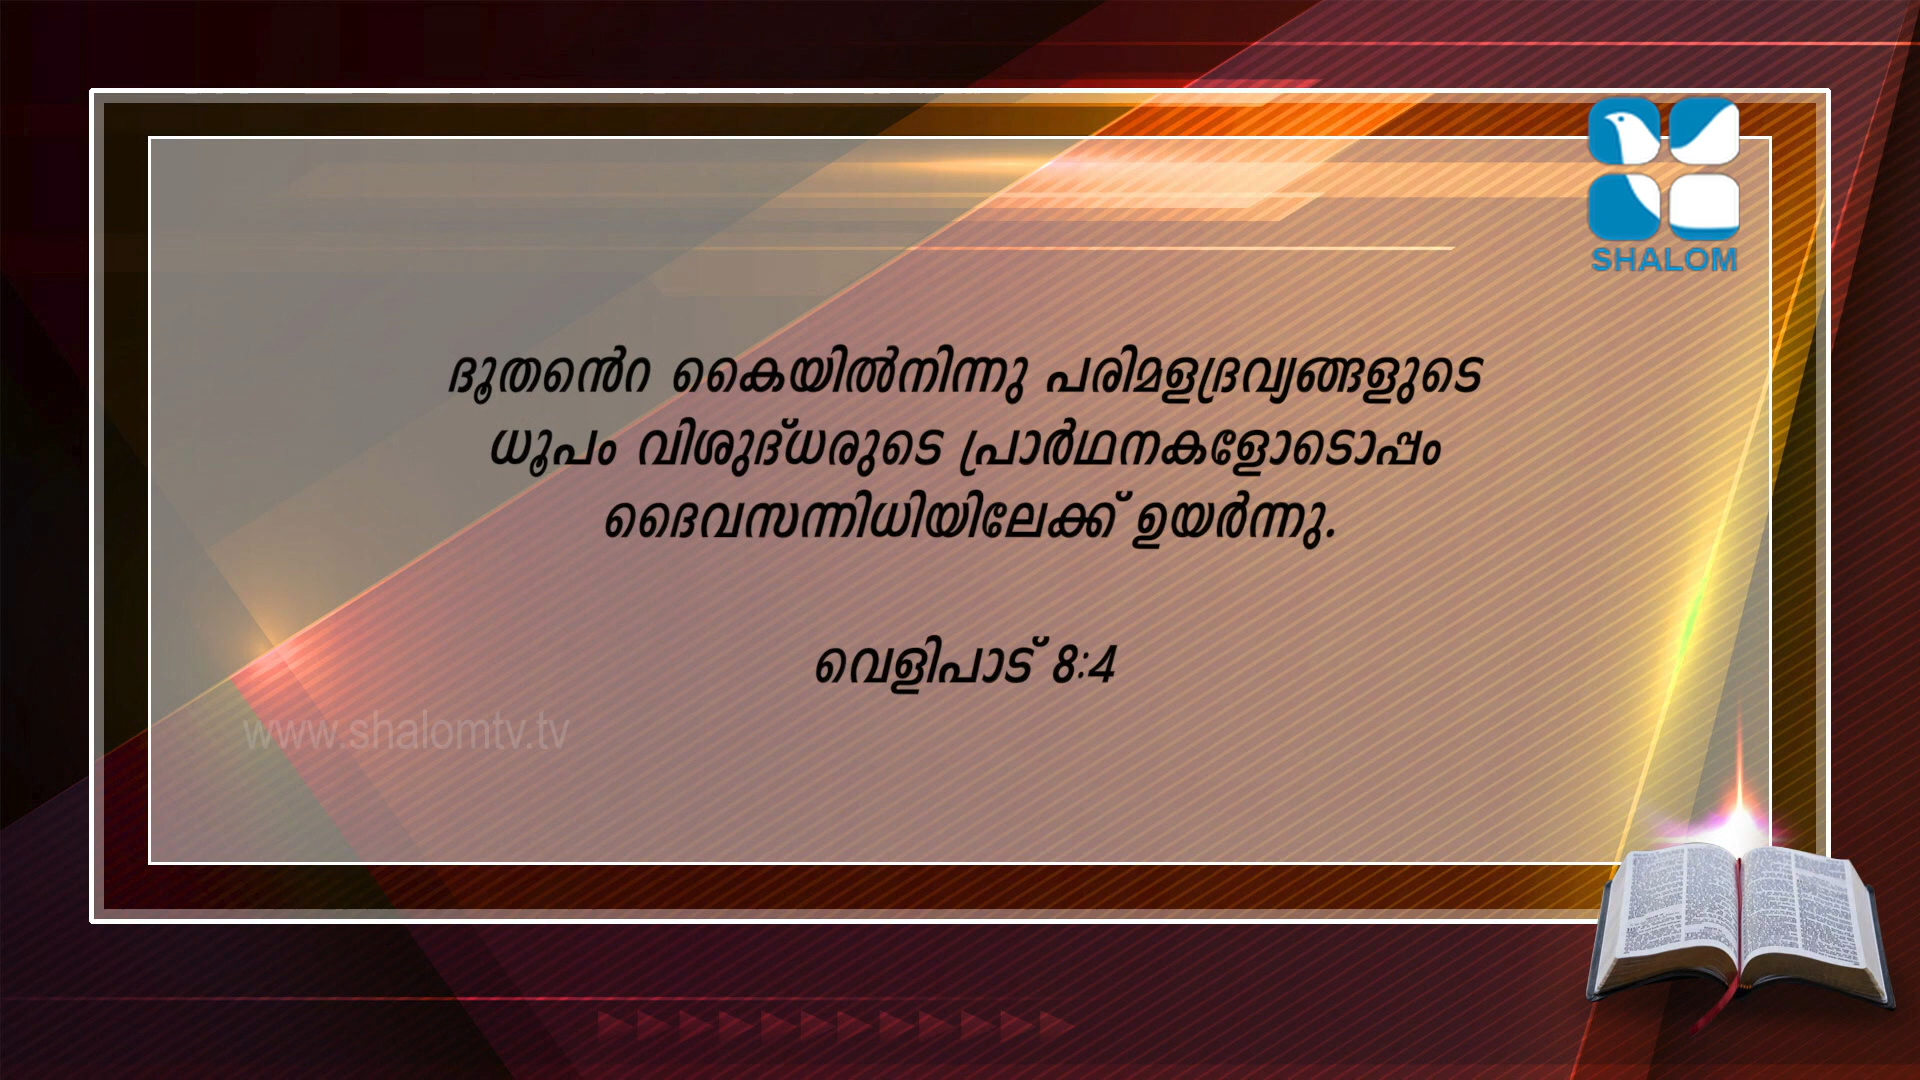 SHALOM
ദൂതൻെറ കൈയിൽനിന്നു പരിമളദ്രവ്യങ്ങളുടെ
ധൂപം വിശുദ്ധരുടെ പ്രാർഥനകളോടൊപ്പം
ദൈവസന്നിധിയിലേക്ക് ഉയർന്നു.
വെളിപാട് 8:4
www.shalomtv.tv